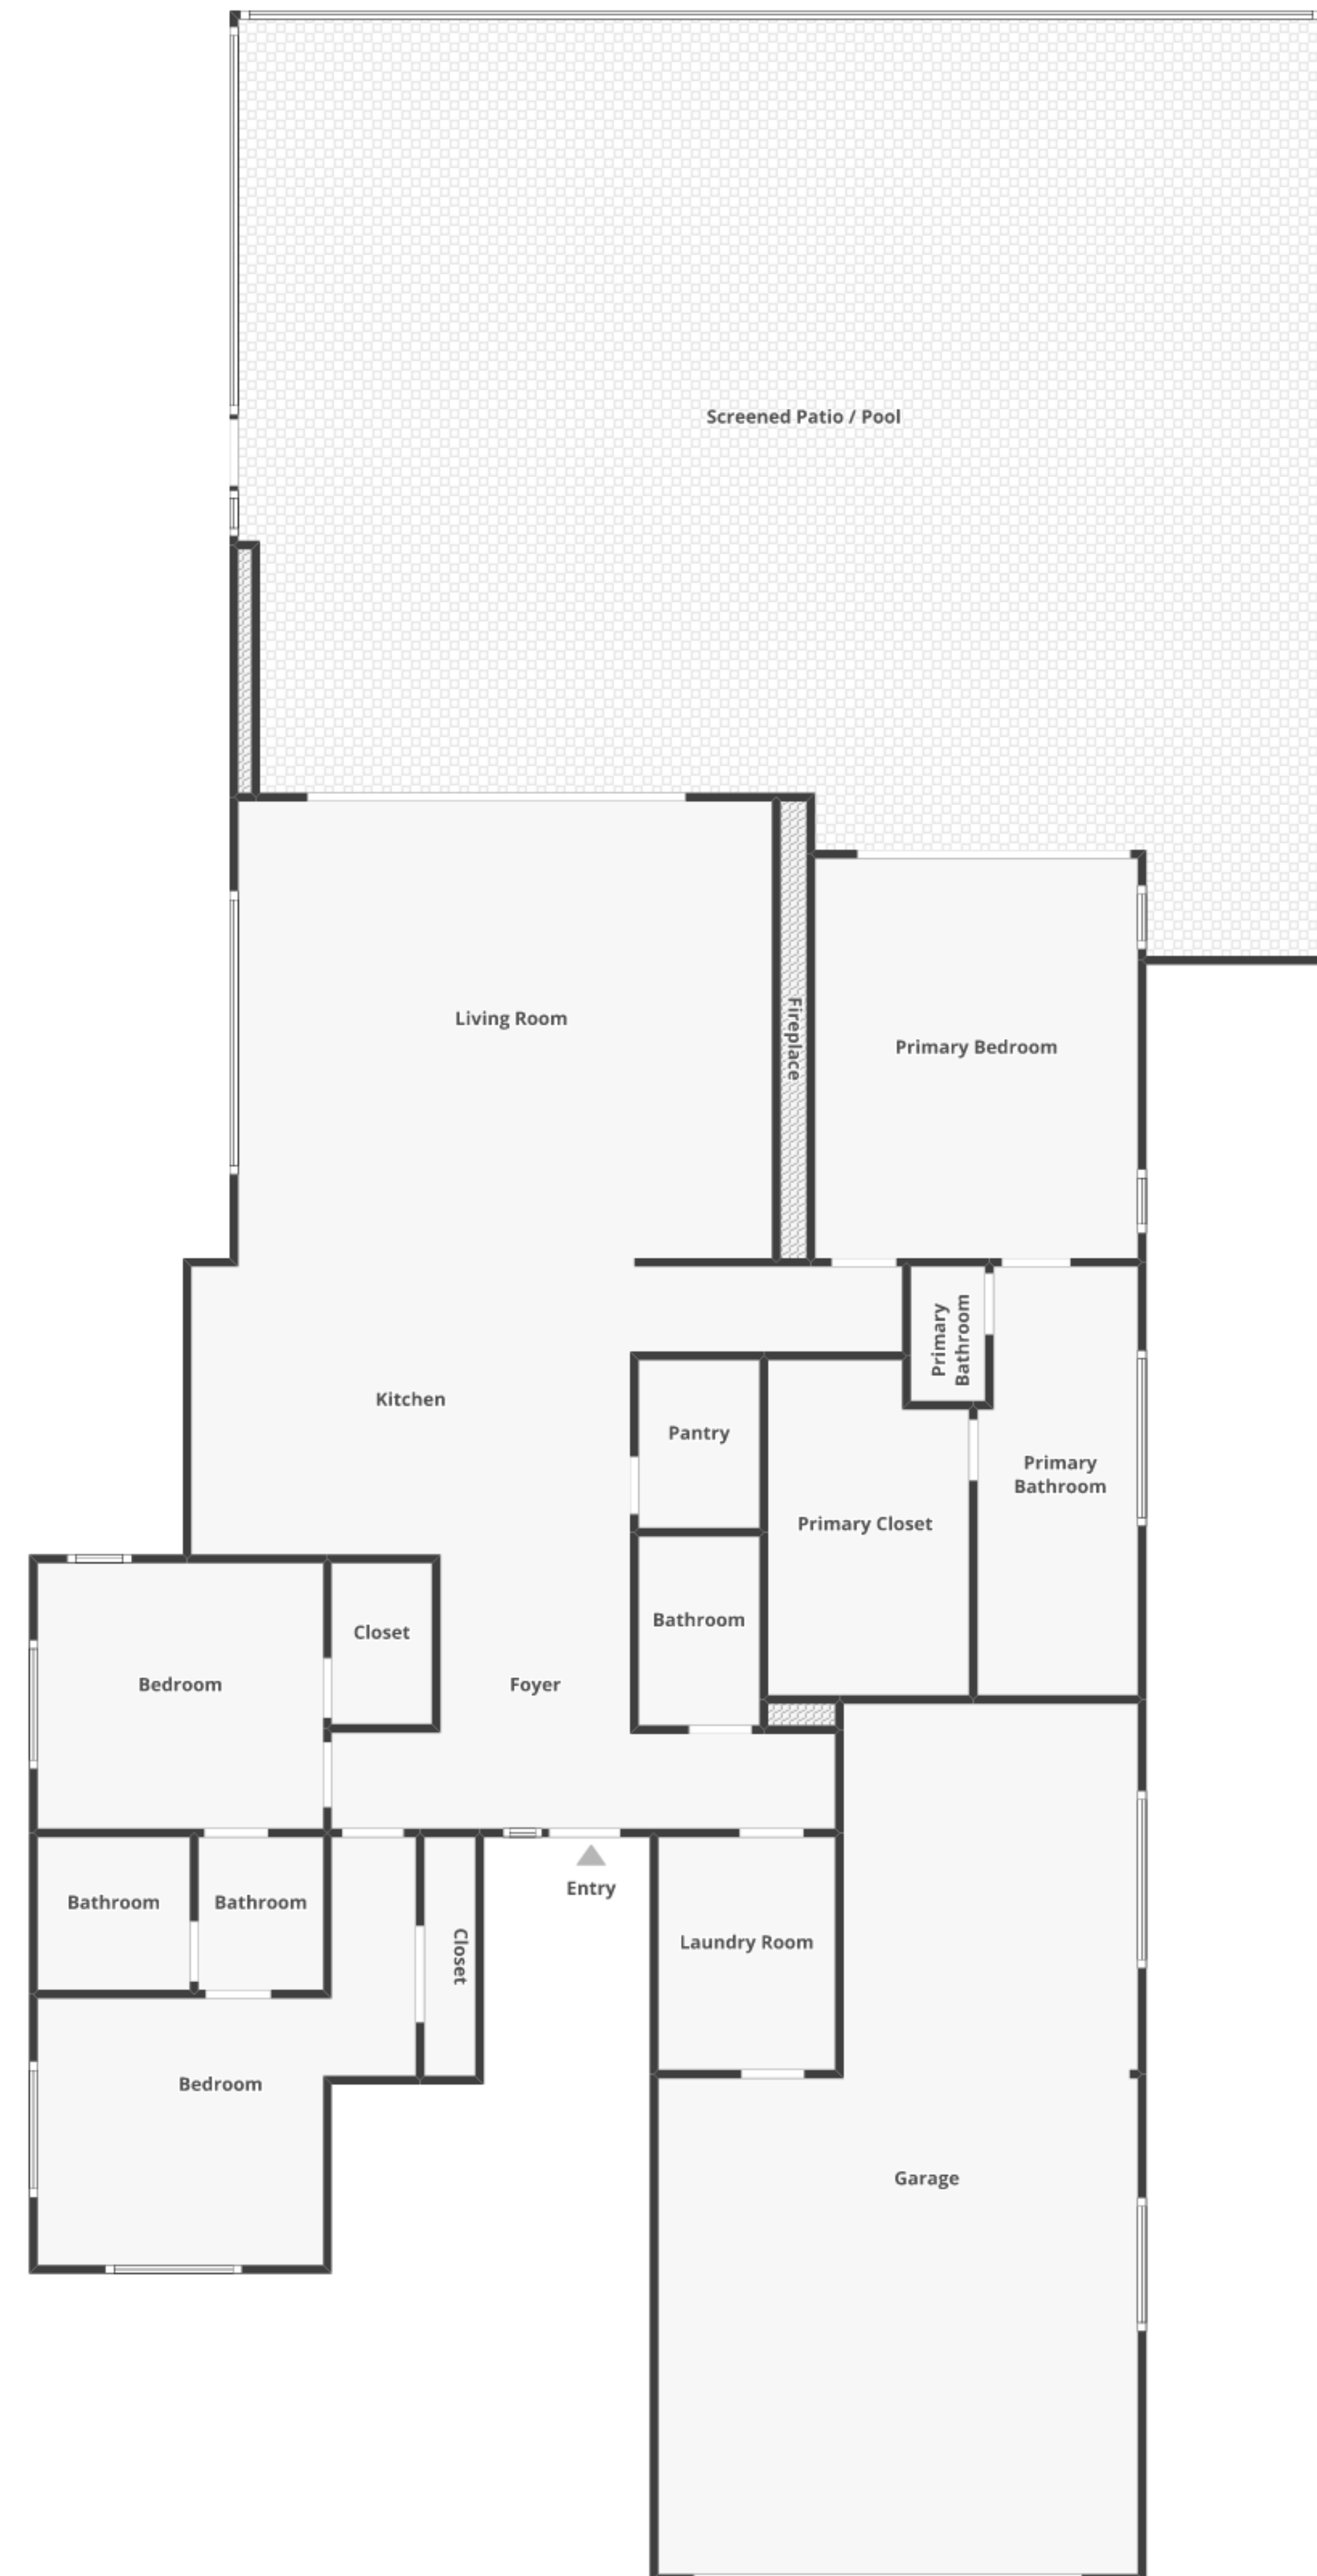 Screened Patio / Pool
Living Room
Fireplace
Primary Bedroom
Primary
Bathroom
Kitchen
Pantry
Primary
Bathroom
Primary Closet
Bathroom
Closet
Bedroom
Foyer
Entry
Bathroom
Bathroom
Closet
Laundry Room
Bedroom
Garage